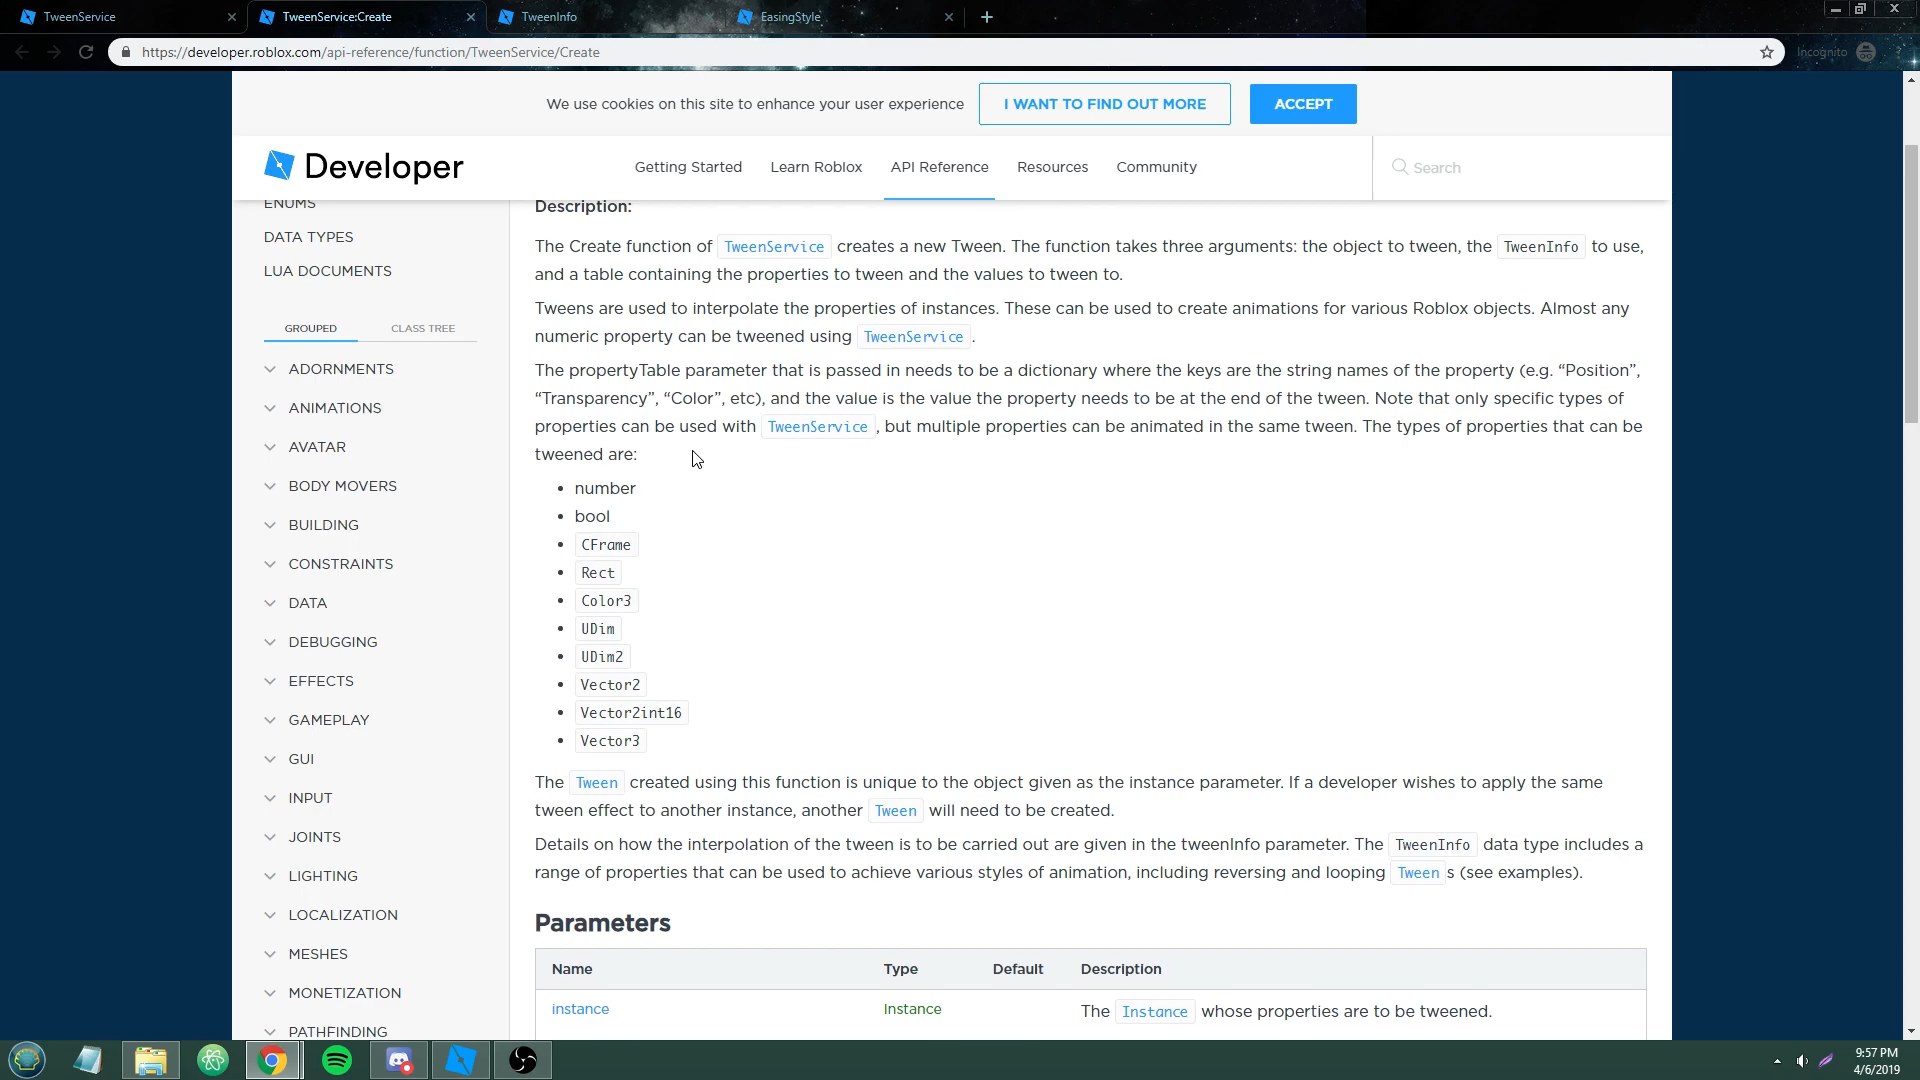 TweenService
TweenService:Create
TweenInfo
EasingStyle
https://developer.roblox.com/api-reference/function/TweenService/Create
Incognito
We use cookies on this site to enhance your user experience
I WANT TO FIND OUT MORE
ACCEPT
Developer
Getting Started
Learn Roblox
API Reference
Resources
Community
Search
ENUMS
DATA TYPES
LUA DOCUMENTS
GROUPED
CLASS TREE
ADORNMENTS
ANIMATIONS
AVATAR
BODY MOVERS
BUILDING
CONSTRAINTS
DATA
DEBUGGING
EFFECTS
GAMEPLAY
GUI
INPUT
JOINTS
LIGHTING
LOCALIZATION
MESHES
MONETIZATION
PATHFINDING
Description:
The Create function of TweenService creates a new Tween. The function takes three arguments: the object to tween, the TweenInfo to use,
and a table containing the properties to tween and the values to tween to.
Tweens are used to interpolate the properties of instances. These can be used to create animations for various Roblox objects. Almost any
numeric property can be tweened using TweenService.
The propertyTable parameter that is passed in needs to be a dictionary where the keys are the string names of the property (e.g. “Position”,
“Transparency”, “Color”, etc), and the value is the value the property needs to be at the end of the tween. Note that only specific types of
properties can be used with TweenService, but multiple properties can be animated in the same tween. The types of properties that can be
tweened are:
• number
• bool
• CFrame
• Rect
• Color3
• UDim
• UDim2
• Vector2
• Vector2int16
• Vector3
The Tween created using this function is unique to the object given as the instance parameter. If a developer wishes to apply the same
tween effect to another instance, another Tween will need to be created.
Details on how the interpolation of the tween is to be carried out are given in the tweenInfo parameter. The TweenInfo data type includes a
range of properties that can be used to achieve various styles of animation, including reversing and looping Tweens (see examples).
Parameters
Name Type Default Description
instance Instance The Instance whose properties are to be tweened.
9:57 PM
4/6/2019